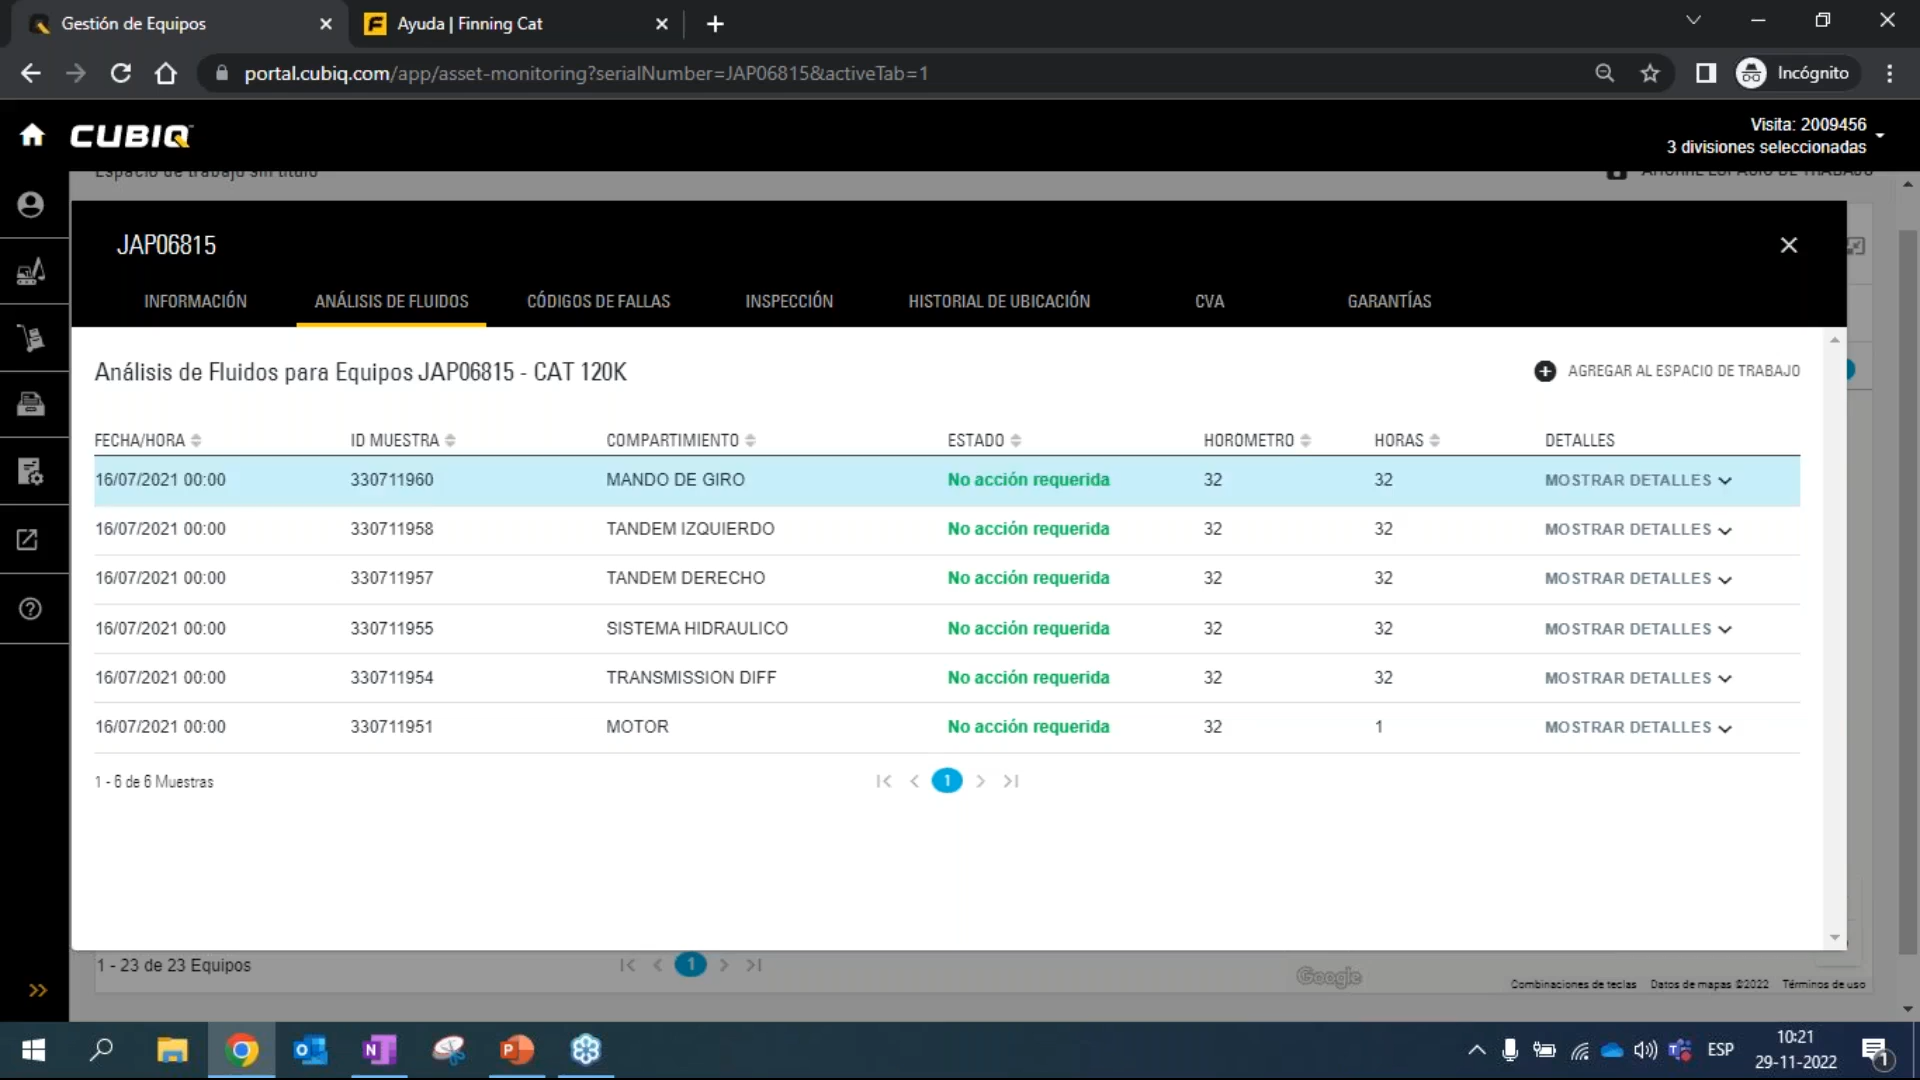 Gestión de Equipos
Ayuda | Finning Cat
portal.cubiq.com/app/asset-monitoring?serialNumber=JAP06815&activeTab=1
Incógnito
CUBIQ
Visita: 2009456
3 divisiones seleccionadas
Espacio de trabajo sin título
JAP06815
INFORMACIÓN
ANÁLISIS DE FLUIDOS
CÓDIGOS DE FALLAS
INSPECCIÓN
HISTORIAL DE UBICACIÓN
CVA
GARANTÍAS
Análisis de Fluidos para Equipos JAP06815 - CAT 120K
AGREGAR AL ESPACIO DE TRABAJO
FECHA/HORA ID MUESTRA COMPARTIMIENTO ESTADO HOROMETRO HORAS DETALLES
16/07/2021 00:00 330711960 MANDO DE GIRO No acción requerida 32 32 MOSTRAR DETALLES
16/07/2021 00:00 330711958 TANDEM IZQUIERDO No acción requerida 32 32 MOSTRAR DETALLES
16/07/2021 00:00 330711957 TANDEM DERECHO No acción requerida 32 32 MOSTRAR DETALLES
16/07/2021 00:00 330711955 SISTEMA HIDRAULICO No acción requerida 32 32 MOSTRAR DETALLES
16/07/2021 00:00 330711954 TRANSMISSION DIFF No acción requerida 32 32 MOSTRAR DETALLES
16/07/2021 00:00 330711951 MOTOR No acción requerida 32 1 MOSTRAR DETALLES
1 - 6 de 6 Muestras
1
1 - 23 de 23 Equipos
1
Google
Combinaciones de teclas
Datos de mapas ©2022
Términos de uso
ESP
10:21
29-11-2022
1